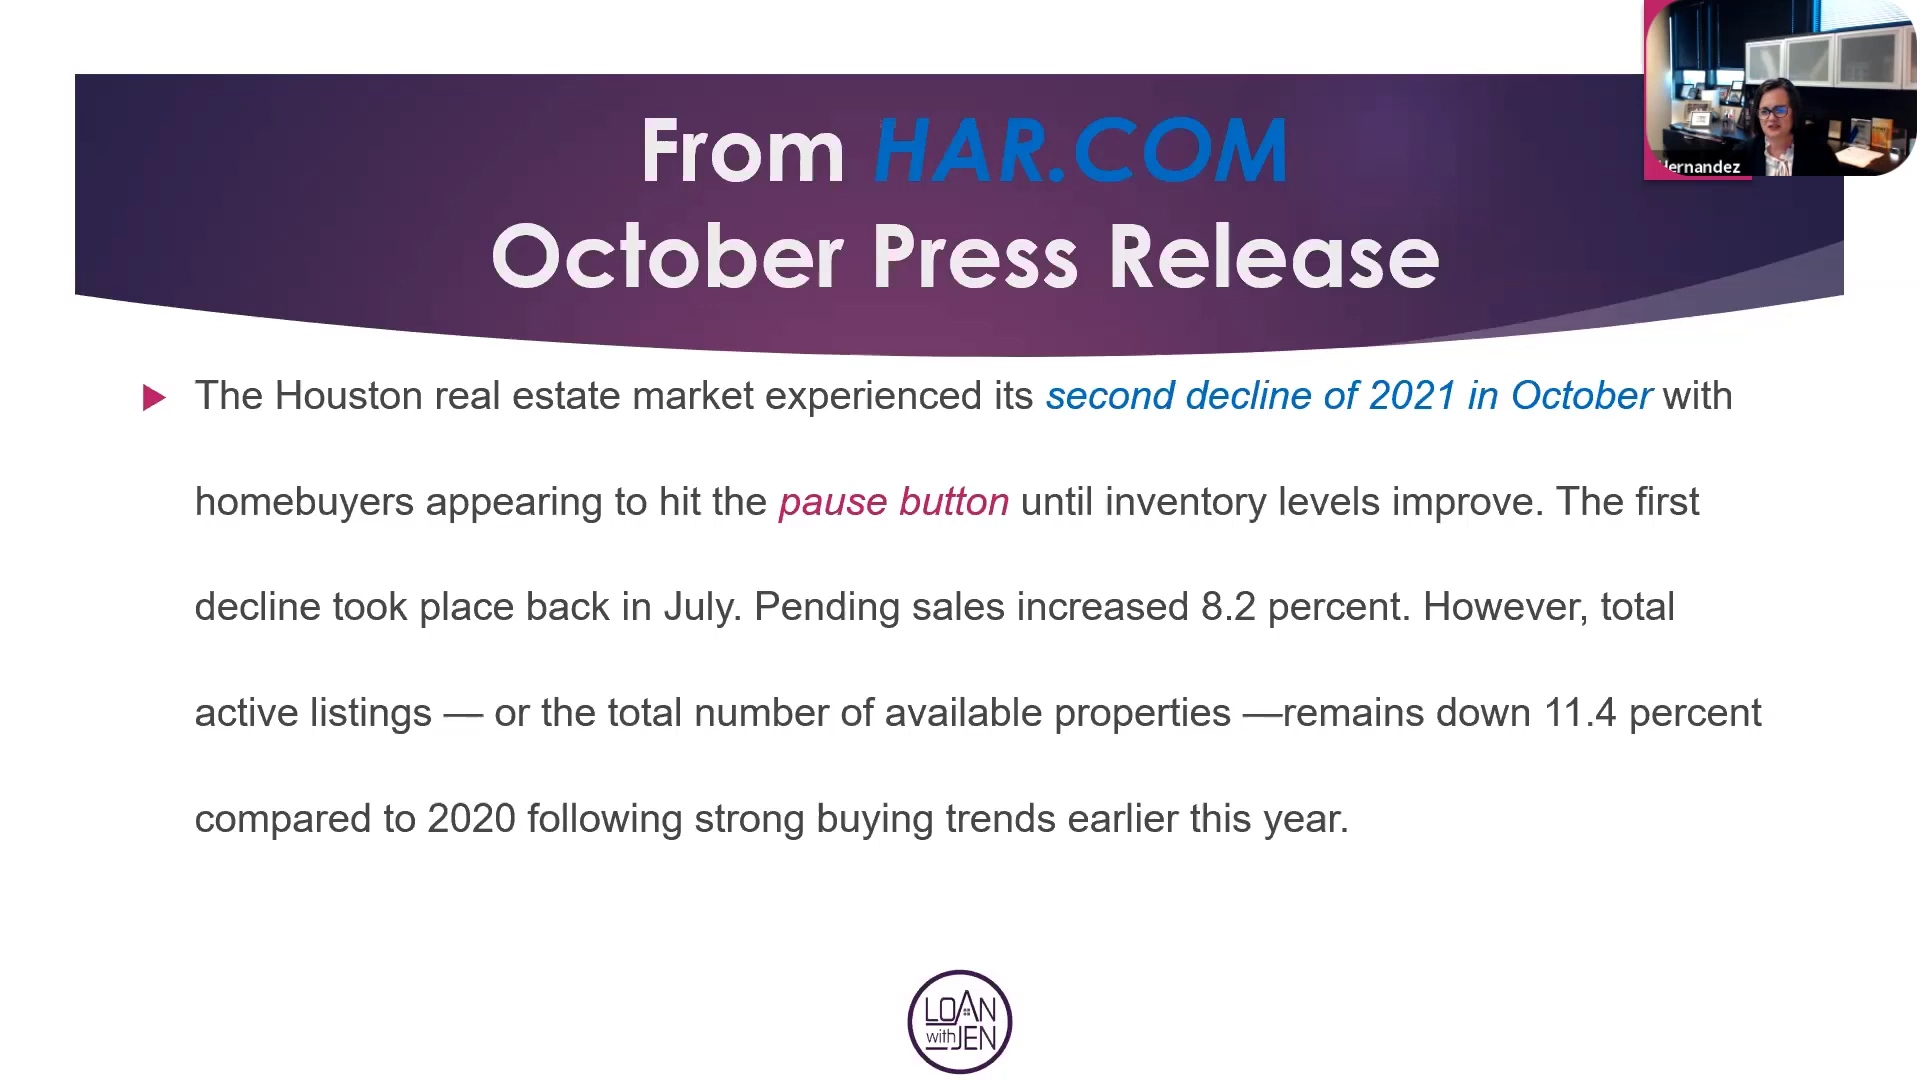 From HAR.COM
October Press Release
Hernandez
The Houston real estate market experienced its second decline of 2021 in October with
homebuyers appearing to hit the pause button until inventory levels improve. The first
decline took place back in July. Pending sales increased 8.2 percent. However, total
active listings — or the total number of available properties —remains down 11.4 percent
compared to 2020 following strong buying trends earlier this year.
LOAN
with JEN